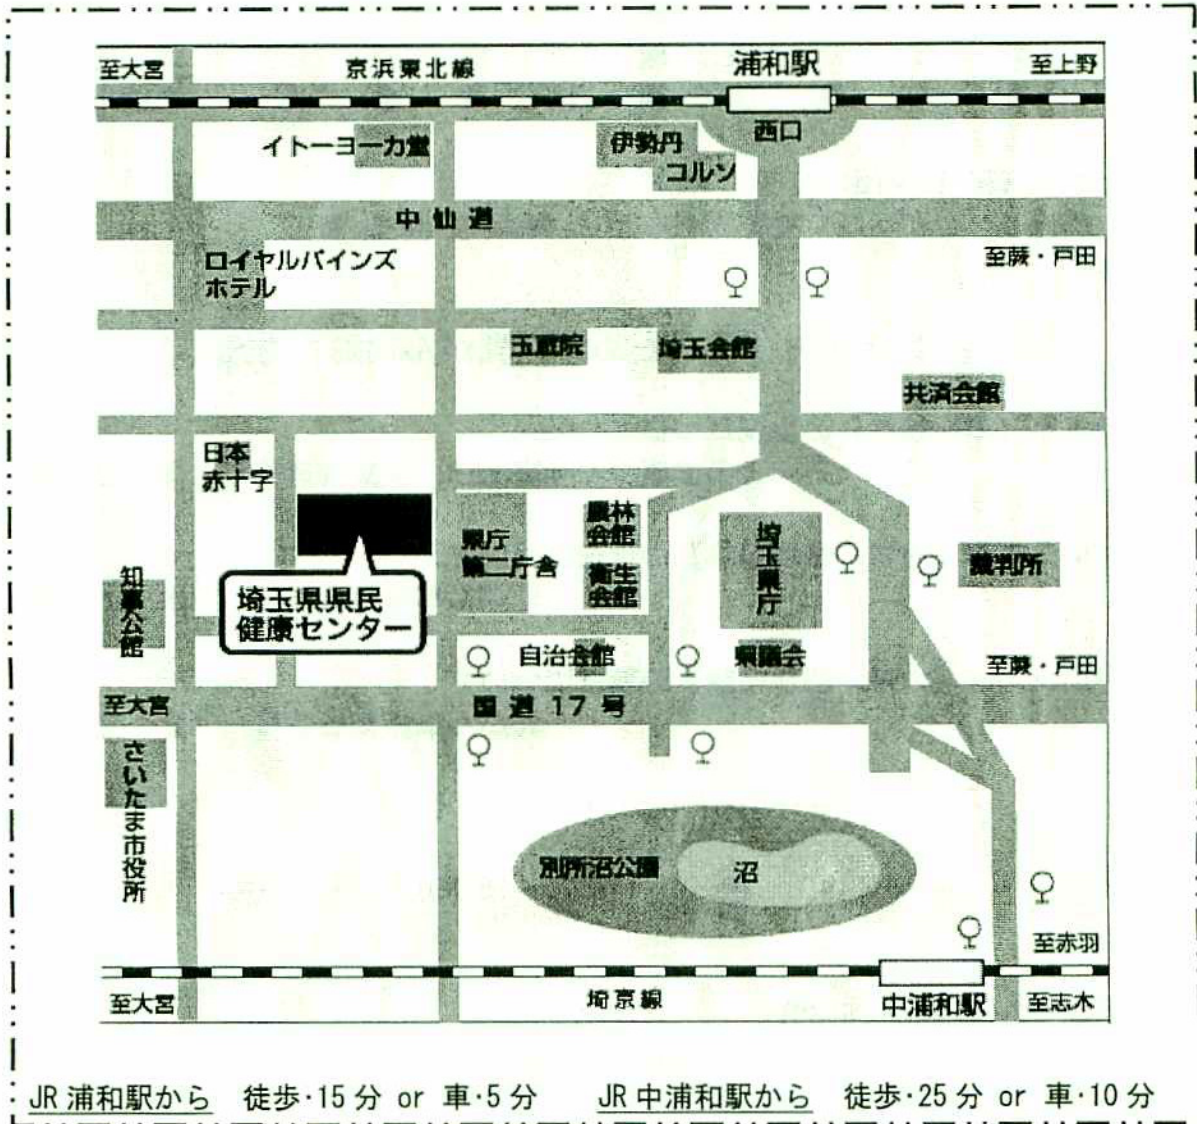 至大宮
京浜東北線
浦和駅
至上野
イトーヨーカ堂
伊勢丹
西口
コルソ
中仙道
ロイヤルパインズ
ホテル
至蕨・戸田
玉蔵院
埼玉会館
共済会館
日本
赤十字
県庁
第二庁舎
農林
会館
衛生
会館
埼玉県庁
裁判所
知事公館
埼玉県県民
健康センター
自治会館
県議会
至蕨・戸田
至大宮
国道17号
さいたま市役所
別所沼公園
沼
至赤羽
至大宮
埼京線
中浦和駅
至志木
JR浦和駅から 徒歩·15分 or 車·5分 JR中浦和駅から 徒歩·25分 or 車·10分